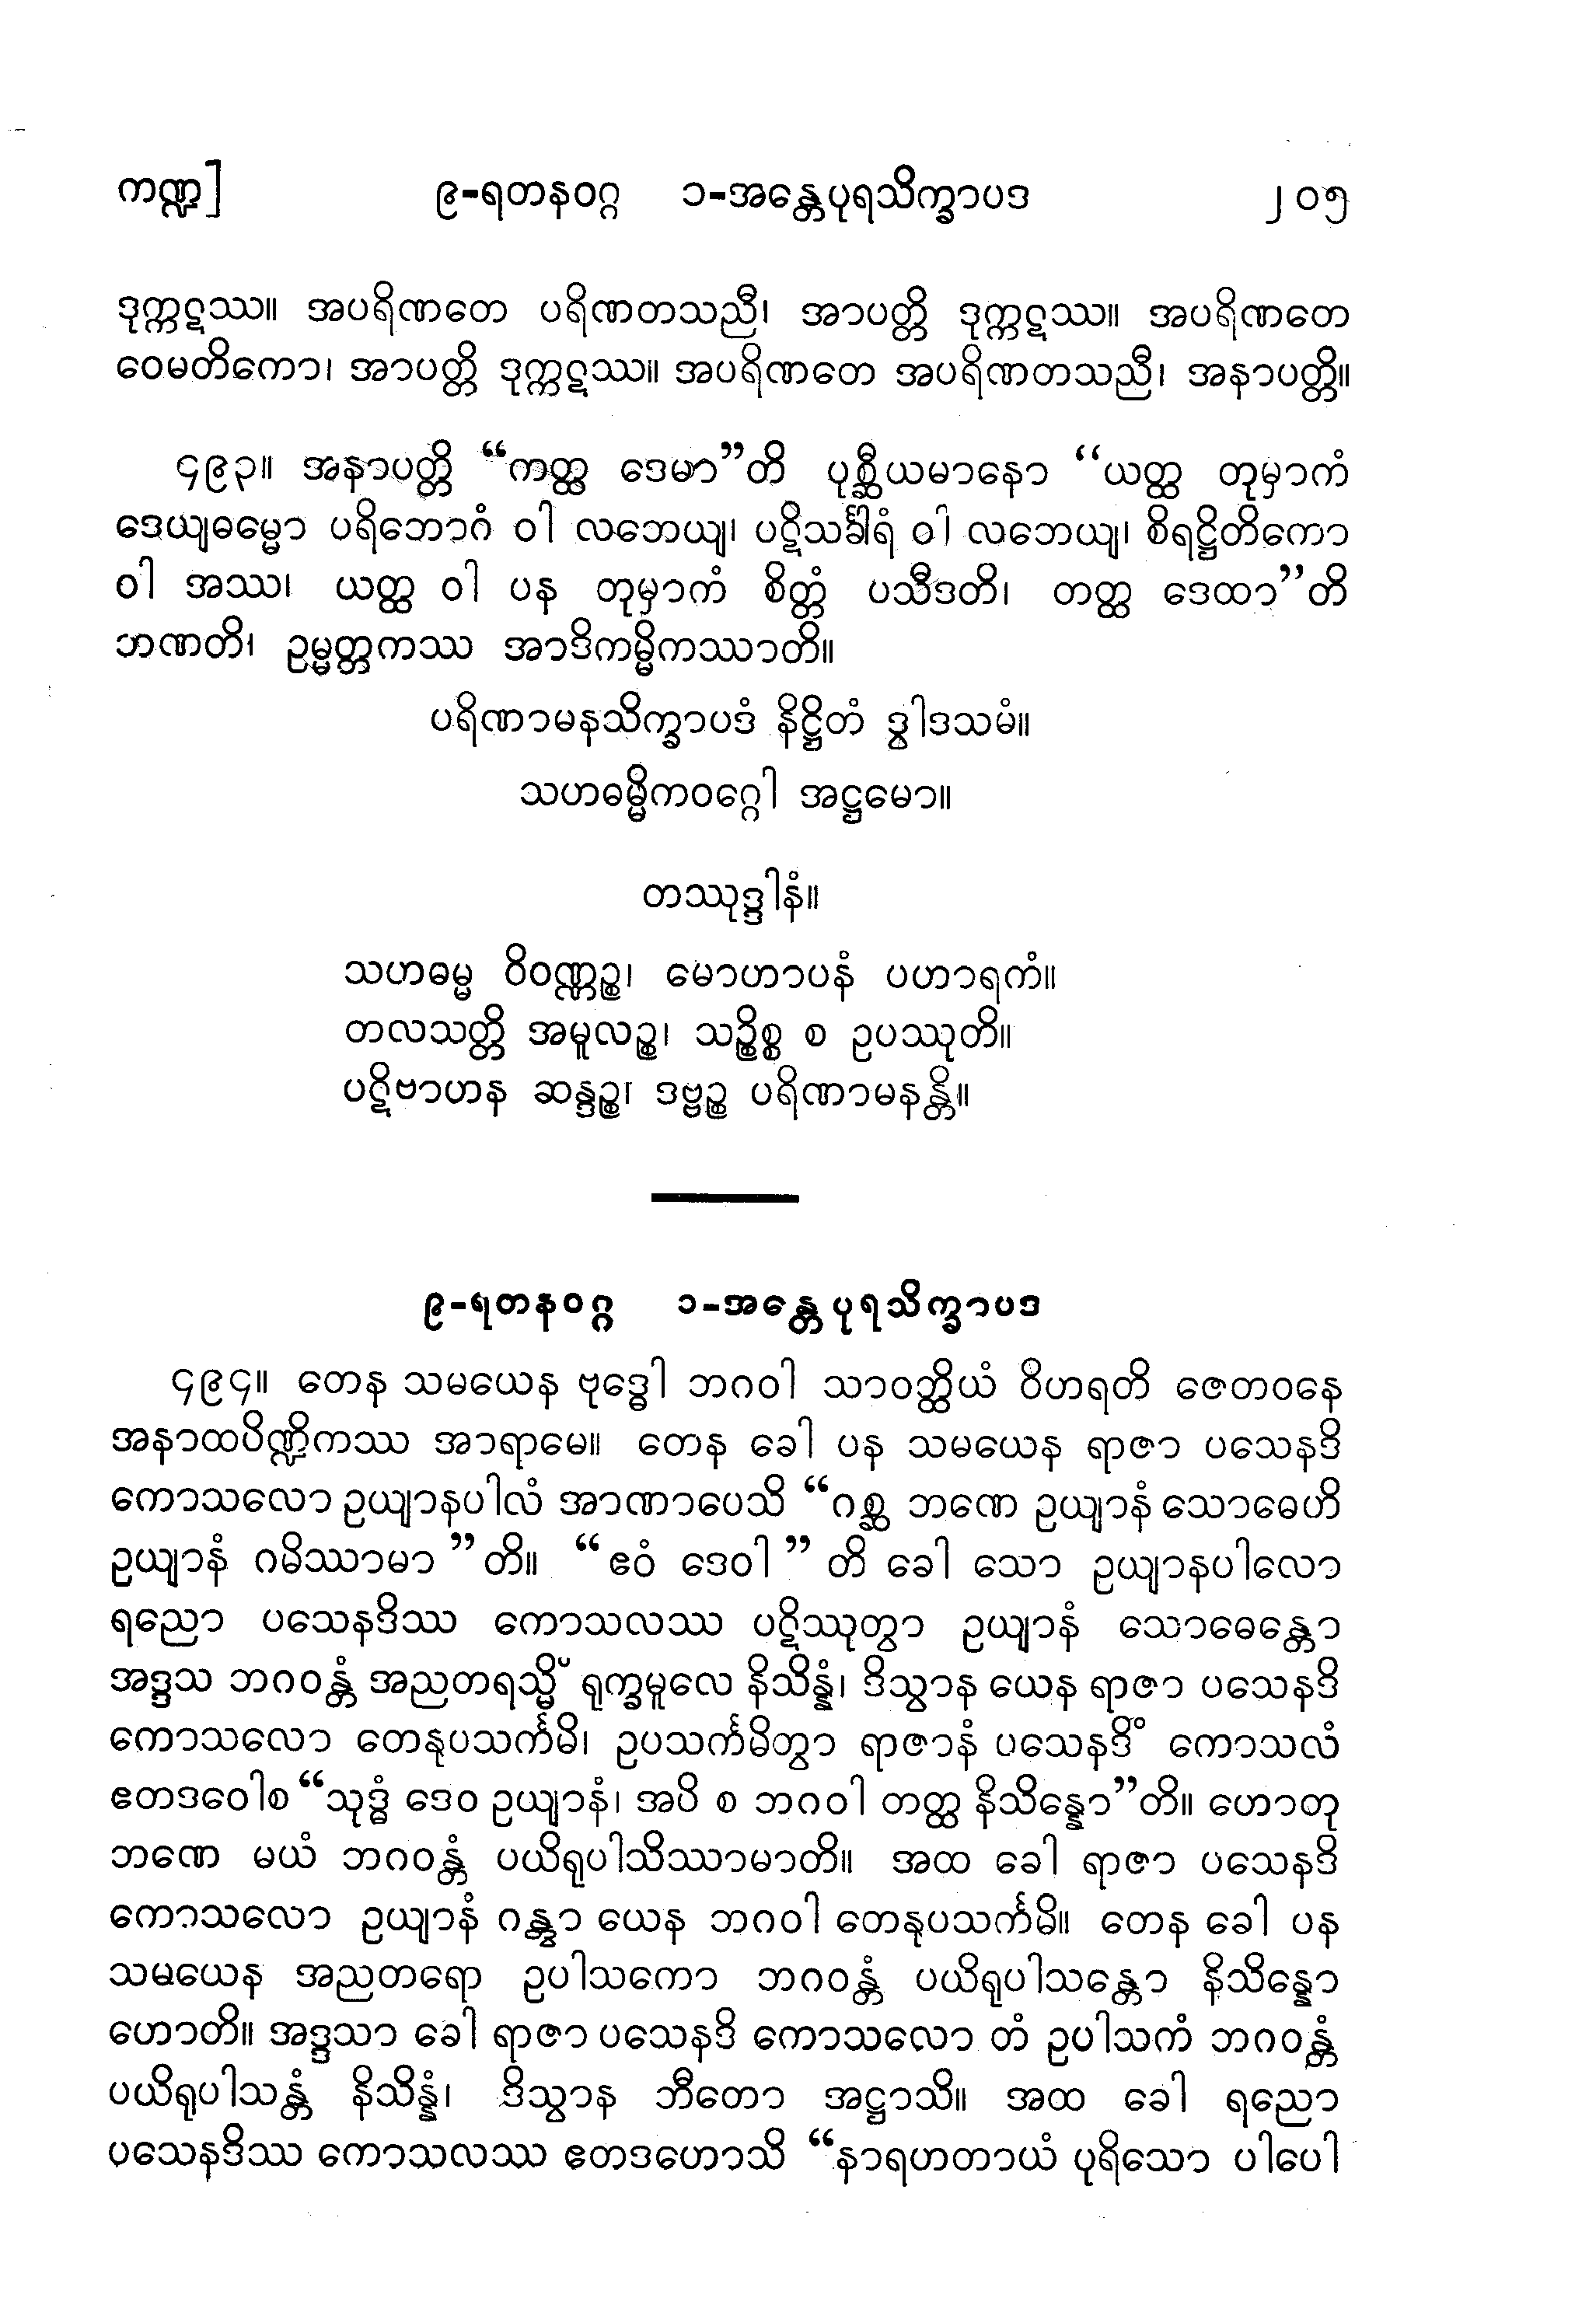 ကဏ္ဍ] ၉-ရတနဝဂ္ဂ ၁-အန္တေပုရသိက္ခာပဒ ၂၀၅
ဒုက္ကဋဿ။ အပရိဏတေ ပရိဏတသညီ၊ အာပတ္တိ ဒုက္ကဋဿ။ အပရိဏတေ
ဝေမတိကော၊ အာပတ္တိ ဒုက္ကဋဿ။ အပရိဏတေ အပရိဏတသညီ၊ အနာပတ္တိ။
၄၉၃။ အနာပတ္တိ “ကတ္ထ ဒေမာ”တိ ပုစ္ဆီယမာနော “ယတ္ထ တုမှာကံ
ဒေယျဓမ္မော ပရိဘောဂံ ဝါ လဘေယျ၊ ပဋိသင်္ခါရံ ဝါ လဘေယျ၊ စိရဋ္ဌိတိကော
ဝါ အဿ၊ ယတ္ထ ဝါ ပန တုမှာကံ စိတ္တံ ပသီဒတိ၊ တတ္ထ ဒေထာ”တိ
ဘဏတိ၊ ဥမ္မတ္တကဿ အာဒိကမ္မိကဿာတိ။
ပရိဏာမနသိက္ခာပဒံ နိဋ္ဌိတံ ဒွါဒသမံ။
သဟဓမ္မိကဝဂ္ဂေါ အဋ္ဌမော။
တဿုဒ္ဒါနံ။
သဟဓမ္မ ဝိဝဏ္ဏဉ္စ၊ မောဟာပနံ ပဟာရကံ။
တလသတ္တိ အမူလဉ္စ၊ သဉ္စိစ္စ စ ဥပဿုတိ။
ပဋိဗာဟန ဆန္ဒဉ္စ၊ ဒဗ္ဗဉ္စ ပရိဏာမနန္တိ။
၉-ရတနဝဂ္ဂ ၁-အန္တေပုရသိက္ခာပဒ
၄၉၄။ တေန သမယေန ဗုဒ္ဓေါ ဘဂဝါ သာဝတ္ထိယံ ဝိဟရတိ ဇေတဝနေ
အနာထပိဏ္ဍိကဿ အာရာမေ။ တေန ခေါ ပန သမယေန ရာဇာ ပသေနဒိ
ကောသလော ဥယျာနပါလံ အာဏာပေသိ “ဂစ္ဆ ဘဏေ ဥယျာနံ သောဓေဟိ
ဥယျာနံ ဂမိဿာမာ”တိ။ “ဧဝံ ဒေဝါ”တိ ခေါ သော ဥယျာနပါလော
ရညော ပသေနဒိဿ ကောသလဿ ပဋိဿုတွာ ဥယျာနံ သောဓေန္တော
အဒ္ဒသ ဘဂဝန္တံ အညတရသ္မိံ ရုက္ခမူလေ နိသိန္နံ၊ ဒိသွာန ယေန ရာဇာ ပသေနဒိ
ကောသလော တေနုပသင်္ကမိ၊ ဥပသင်္ကမိတွာ ရာဇာနံ ပသေနဒိံ ကောသလံ
ဧတဒဝေါစ “သုဒ္ဓံ ဒေဝ ဥယျာနံ၊ အပိ စ ဘဂဝါ တတ္ထ နိသိန္နော”တိ။ ဟောတု
ဘဏေ မယံ ဘဂဝန္တံ ပယိရုပါသိဿာမာတိ။ အထ ခေါ ရာဇာ ပသေနဒိ
ကောသလော ဥယျာနံ ဂန္တွာ ယေန ဘဂဝါ တေနုပသင်္ကမိ။ တေန ခေါ ပန
သမယေန အညတရော ဥပါသကော ဘဂဝန္တံ ပယိရုပါသန္တော နိသိန္နော
ဟောတိ။ အဒ္ဒသာ ခေါ ရာဇာ ပသေနဒိ ကောသလော တံ ဥပါသကံ ဘဂဝန္တံ
ပယိရုပါသန္တံ နိသိန္နံ၊ ဒိသွာန ဘီတော အဋ္ဌာသိ။ အထ ခေါ ရညော
ပသေနဒိဿ ကောသလဿ ဧတဒဟောသိ “နာရဟတာယံ ပုရိသော ပါပေါ